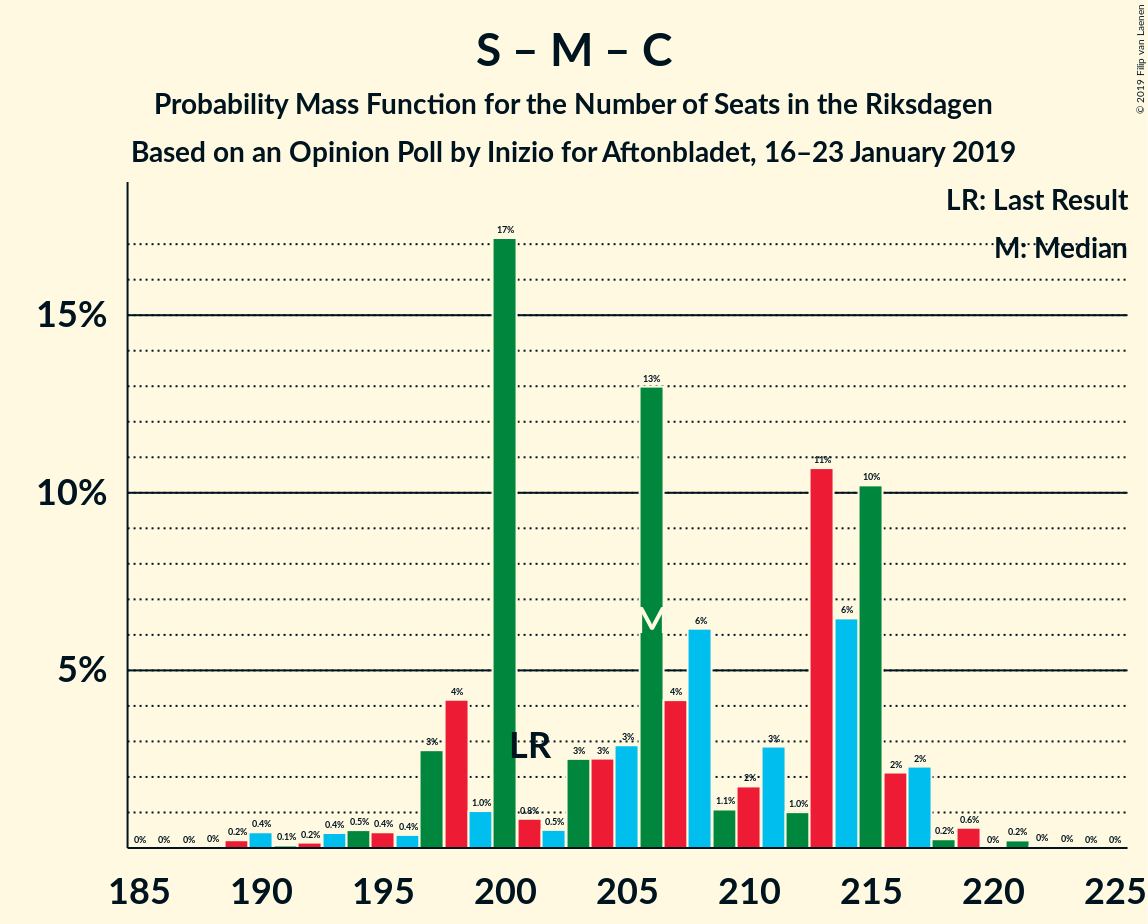 S – M – C
Probability Mass Function for the Number of Seats in the Riksdagen
Based on an Opinion Poll by Inizio for Aftonbladet, 16–23 January 2019
© 2019 Filip van Laenen
LR: Last Result
M: Median
15%
10%
5%
0% 0% 0% 0% 0.2% 0.4% 0.1% 0.2% 0.4% 0.5% 0.4% 0.4% 3% 4% 1.0% 17% 0.8% 0.5% 3% 3% 3% 13% 4% 6% 1.1% 2% 3% 1.0% 11% 6% 10% 2% 2% 0.2% 0.6% 0% 0.2% 0% 0% 0% 0%
LR
M
185 190 195 200 205 210 215 220 225